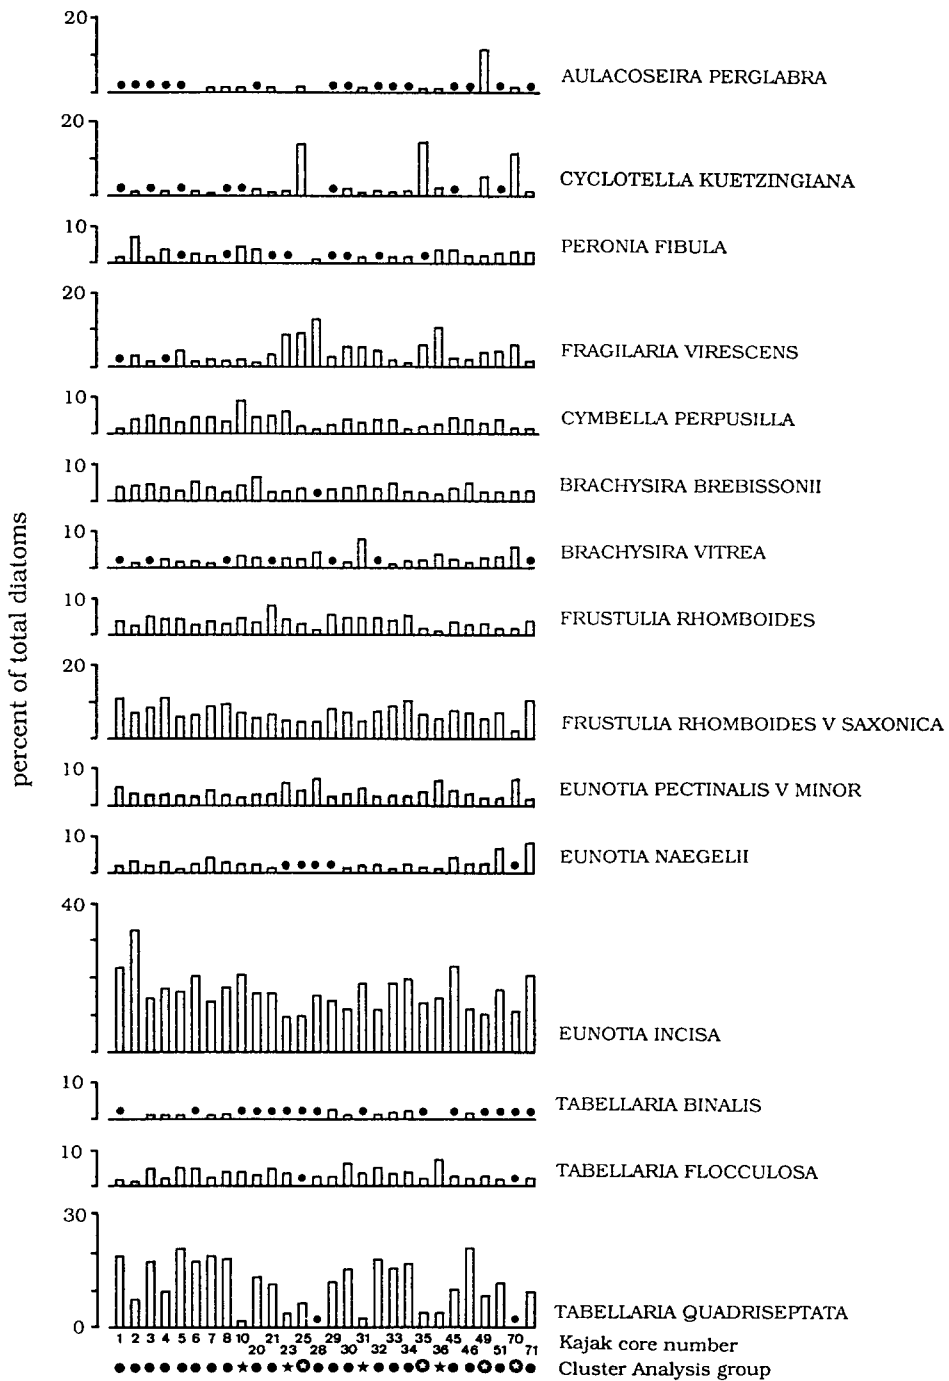 20
AULACOSEIRA PERGLABRA
20
CYCLOTELLA KUETZINGIANA
10
PERONIA FIBULA
20
FRAGILARIA VIRESCENS
10
CYMBELLA PERPUSILLA
10
BRACHYSIRA BREBISSONII
10
BRACHYSIRA VITREA
10
FRUSTULIA RHOMBOIDES
20
FRUSTULIA RHOMBOIDES V SAXONICA
10
EUNOTIA PECTINALIS V MINOR
10
EUNOTIA NAEGELII
40
EUNOTIA INCISA
10
TABELLARIA BINALIS
10
TABELLARIA FLOCCULOSA
30
TABELLARIA QUADRISEPTATA
0
percent of total diatoms
1 2 3 4 5 6 7 8 10 20 21 23 25 28 29 30 31 32 33 34 35 36 45 46 49 51 70 71 Kajak core number
Cluster Analysis group